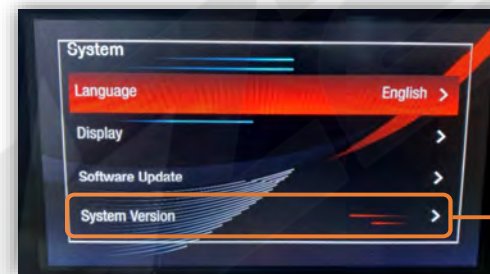 System
Language English >
Display >
Software Update >
System Version >